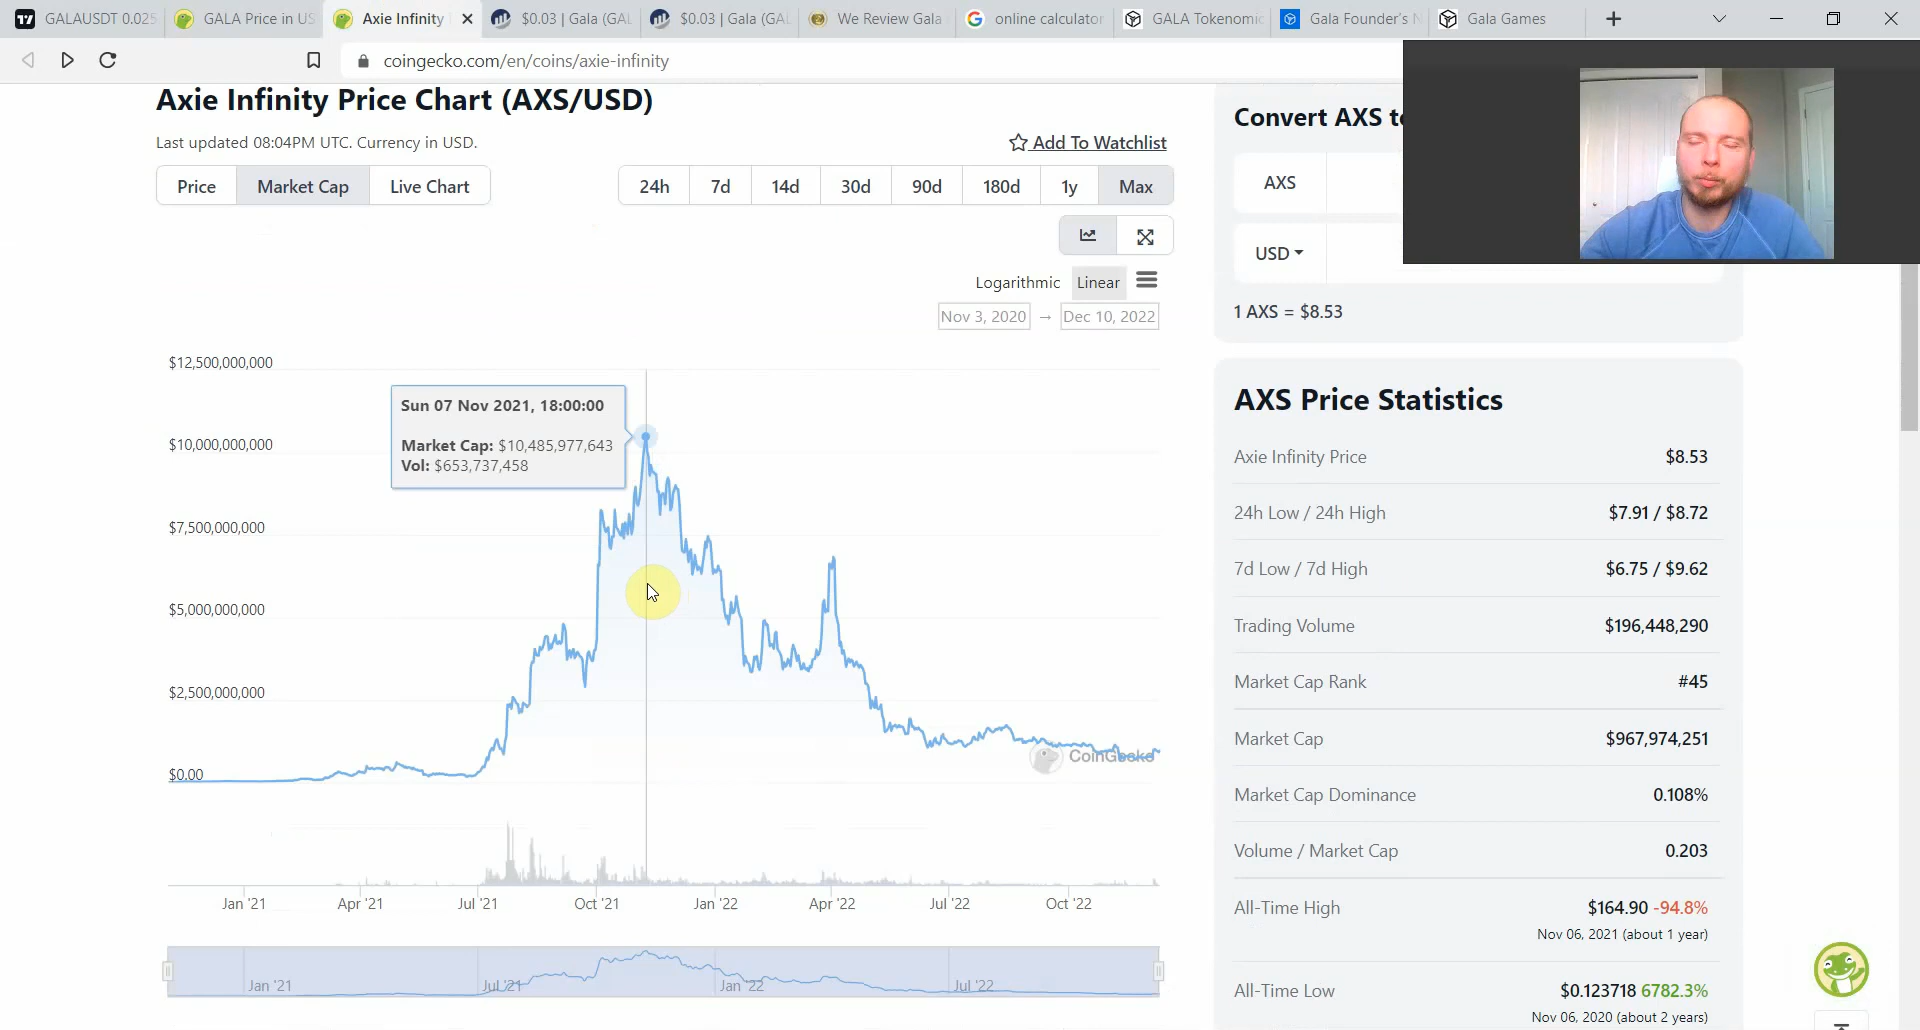 GALAUSDT 0.025
GALA Price in US
Axie Infinity
$0.03 | Gala (GAL
$0.03 | Gala (GAL
We Review Gala
online calculator
GALA Tokenomic
Gala Founder's N
Gala Games
coingecko.com/en/coins/axie-infinity
Axie Infinity Price Chart (AXS/USD)
Last updated 08:04PM UTC. Currency in USD.
Add To Watchlist
Price
Market Cap
Live Chart
24h
7d
14d
30d
90d
180d
1y
Max
Logarithmic
Linear
Nov 3, 2020 → Dec 10, 2022
$12,500,000,000
$10,000,000,000
$7,500,000,000
$5,000,000,000
$2,500,000,000
$0.00
Sun 07 Nov 2021, 18:00:00
Market Cap: $10,485,977,643
Vol: $653,737,458
CoinGecko
Jan '21
Apr '21
Jul '21
Oct '21
Jan '22
Apr '22
Jul '22
Oct '22
Jan '21
Jul '21
Jan '22
Jul '22
Convert AXS to
AXS
USD
1 AXS = $8.53
AXS Price Statistics
Axie Infinity Price $8.53
24h Low / 24h High $7.91 / $8.72
7d Low / 7d High $6.75 / $9.62
Trading Volume $196,448,290
Market Cap Rank #45
Market Cap $967,974,251
Market Cap Dominance 0.108%
Volume / Market Cap 0.203
All-Time High $164.90 -94.8%
Nov 06, 2021 (about 1 year)
All-Time Low $0.123718 6782.3%
Nov 06, 2020 (about 2 years)